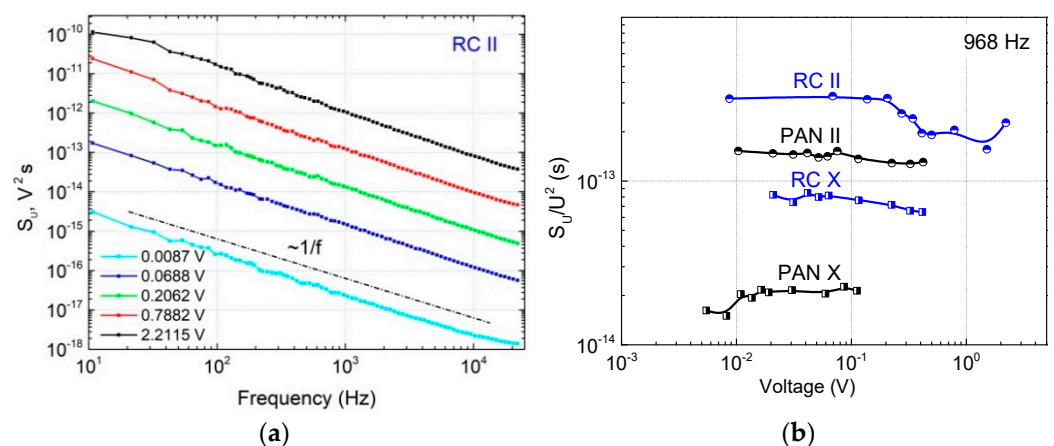 10⁻¹⁰
10⁻¹¹
10⁻¹²
10⁻¹³
10⁻¹⁴
10⁻¹⁵
10⁻¹⁶
10⁻¹⁷
10⁻¹⁸
S_U, V² s
RC II
~1/f
0.0087 V
0.0688 V
0.2062 V
0.7882 V
2.2115 V
10¹ 10² 10³ 10⁴
Frequency (Hz)
(a)
968 Hz
RC II
PAN II
RC X
PAN X
S_U/U² (s)
10⁻¹³
10⁻¹⁴
10⁻³ 10⁻² 10⁻¹ 10⁰
Voltage (V)
(b)